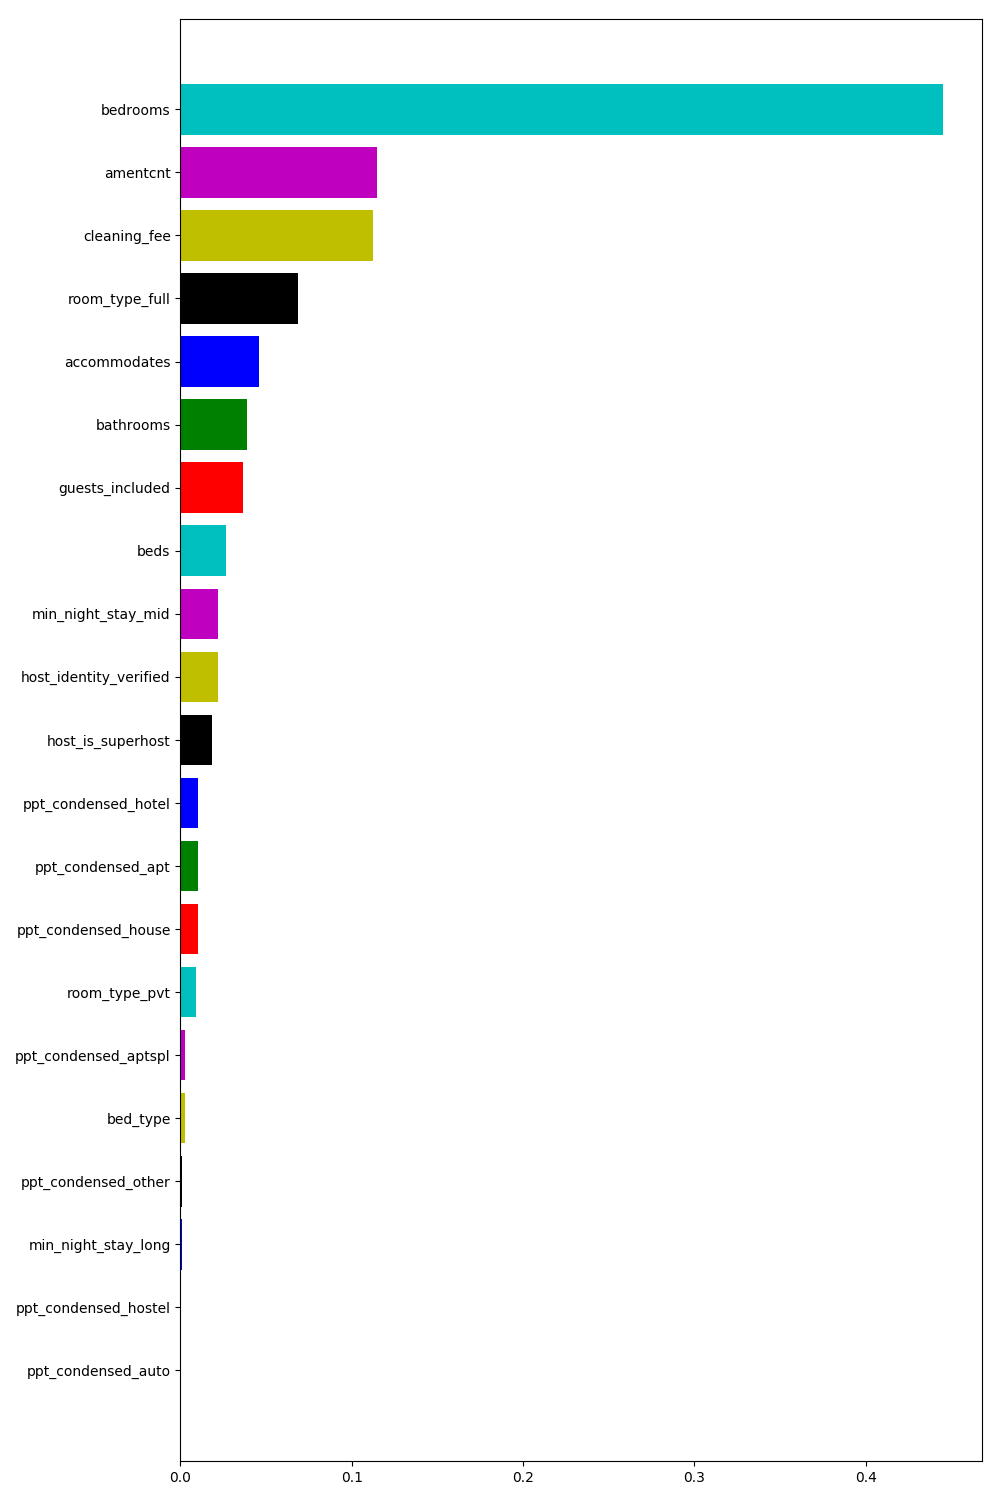 bedrooms
amentcnt
cleaning_fee
room_type_full
accommodates
bathrooms
guests_included
beds
min_night_stay_mid
host_identity_verified
host_is_superhost
ppt_condensed_hotel
ppt_condensed_apt
ppt_condensed_house
room_type_pvt
ppt_condensed_aptspl
bed_type
ppt_condensed_other
min_night_stay_long
ppt_condensed_hostel
ppt_condensed_auto
0.0 0.1 0.2 0.3 0.4